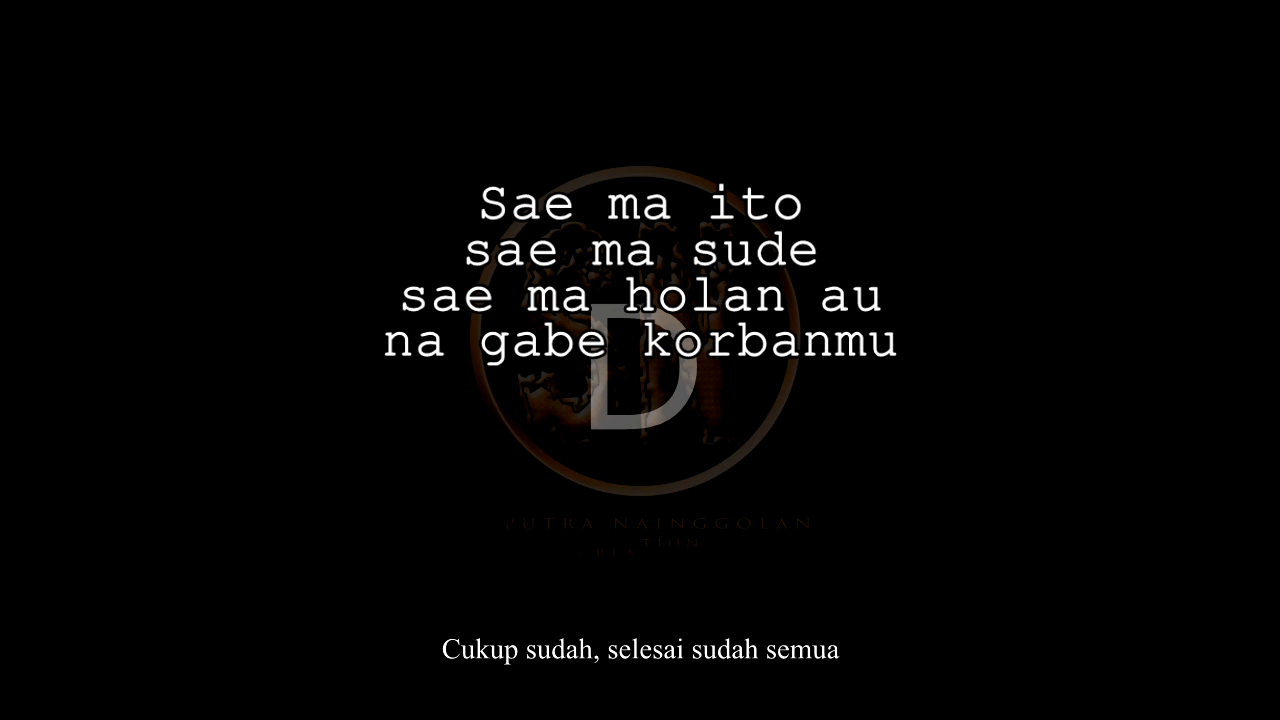 Sae ma ito
sae ma sude
sae ma holan au
na gabe korbanmu
D
PUTRA NAINGGOLAN
CREATION
Cukup sudah, selesai sudah semua